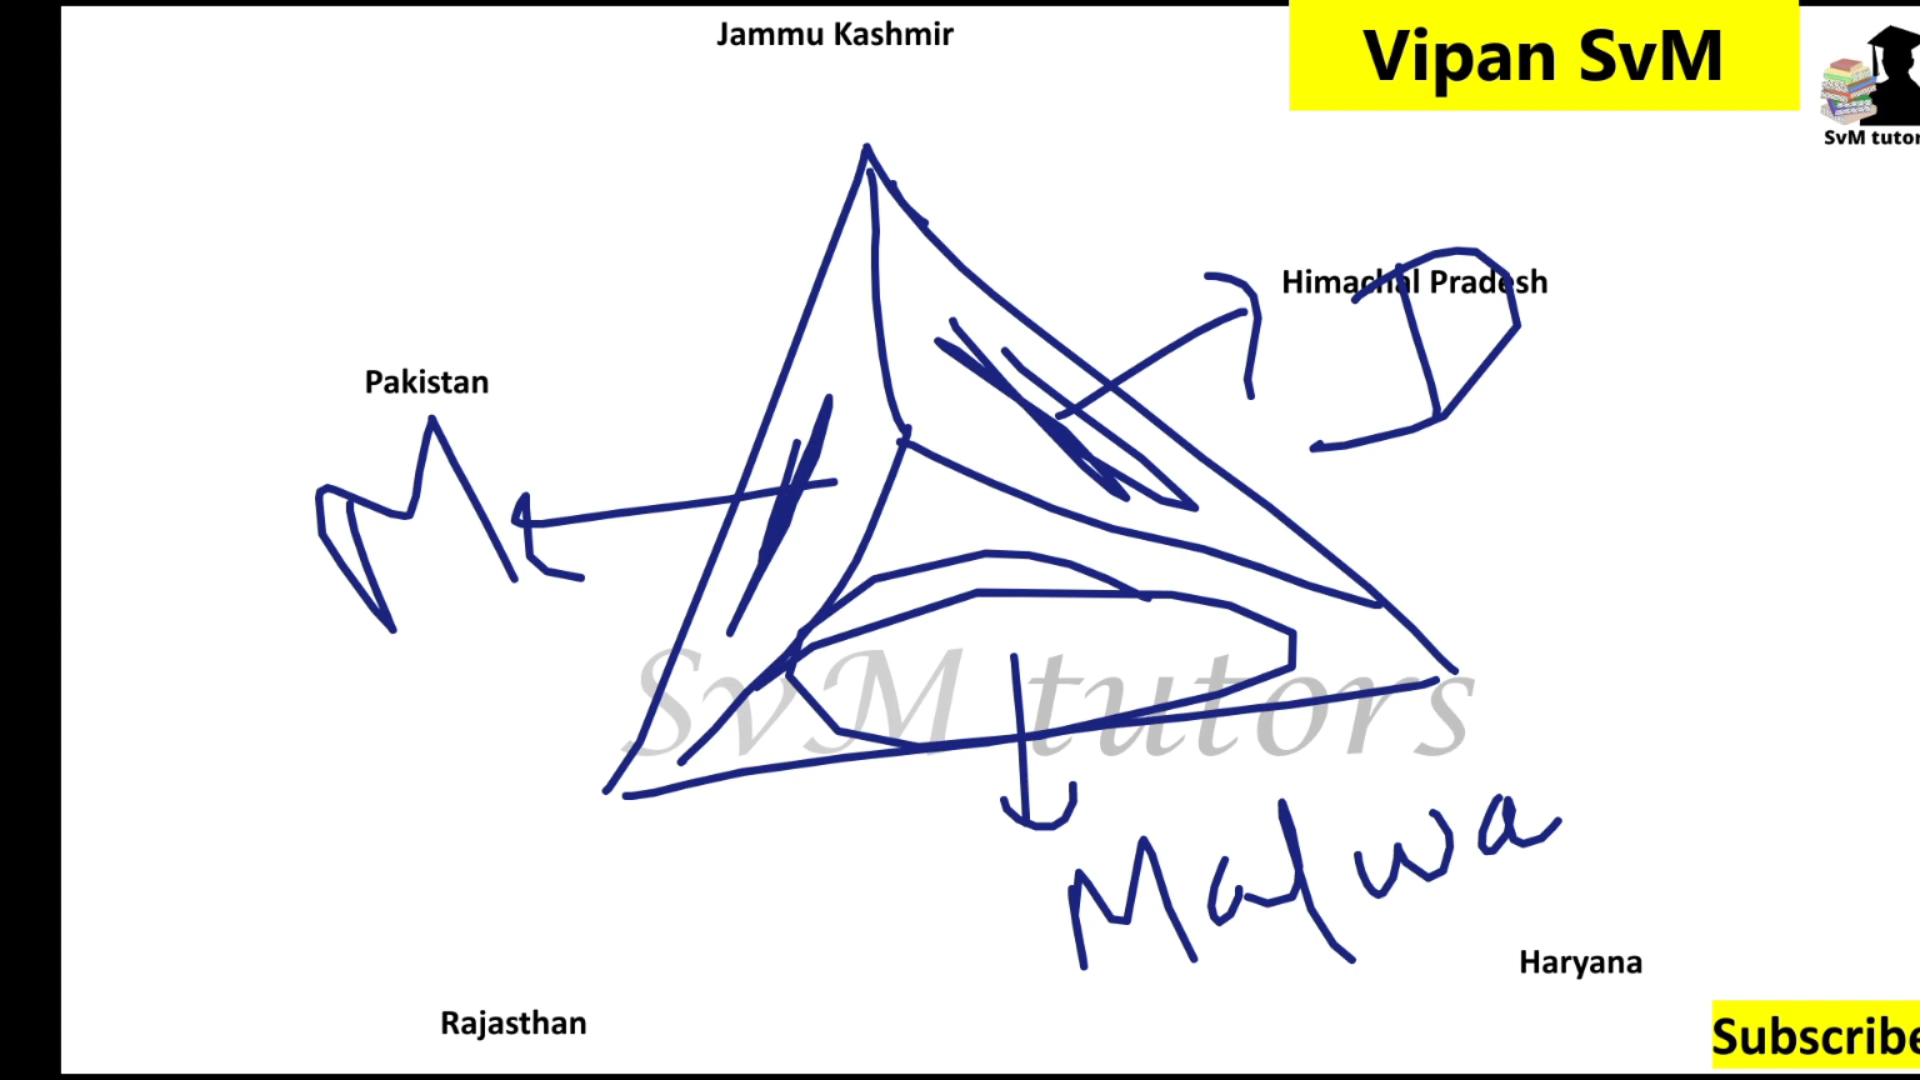 Jammu Kashmir
Vipan SvM
SvM tutor
Himachal Pradesh
D
Pakistan
M
SvM tutors
Malwa
Haryana
Rajasthan
Subscribe